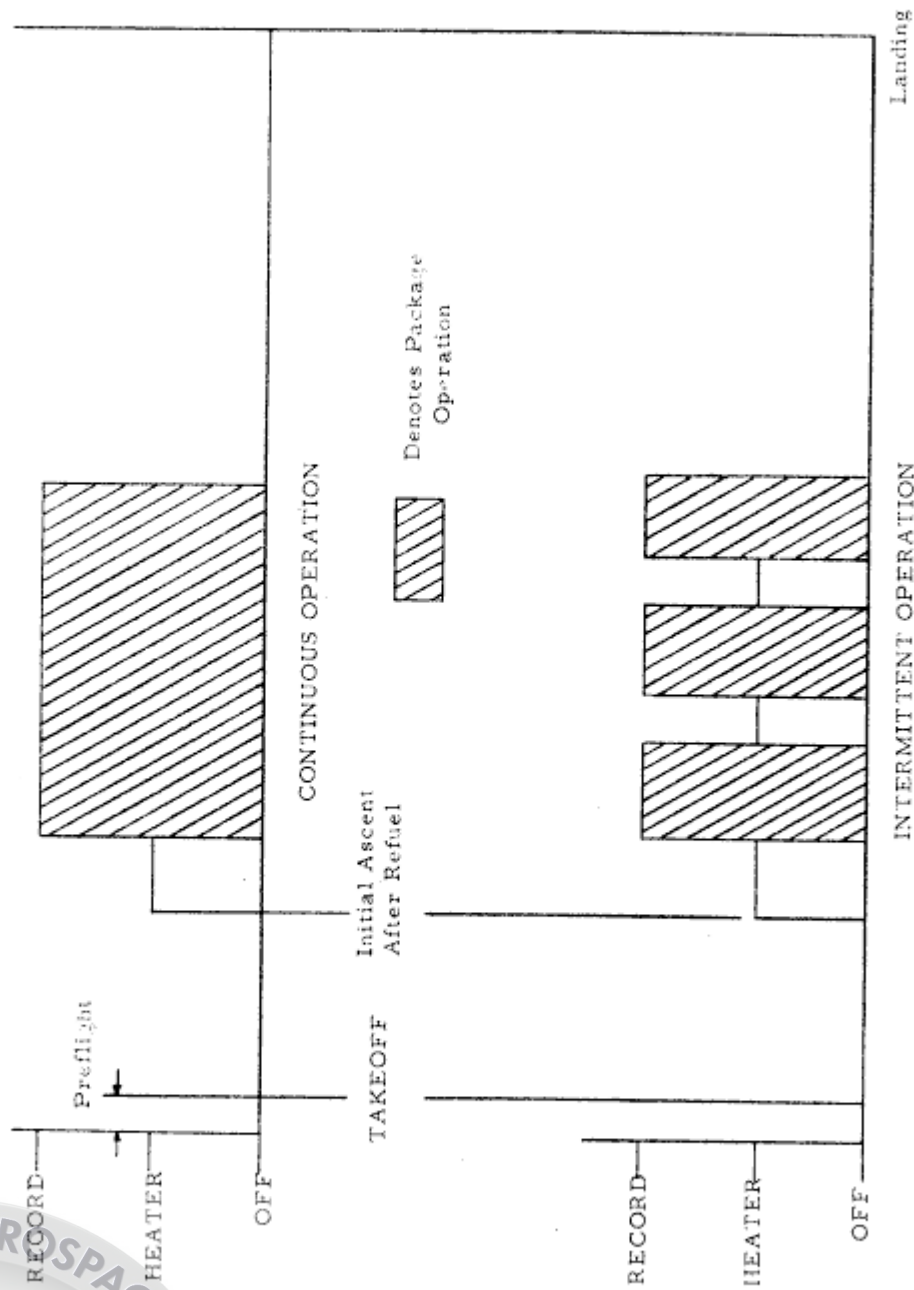 RECORD
HEATER
OFF
Preflight
TAKEOFF
Initial Ascent
After Refuel
CONTINUOUS OPERATION
Denotes Package
Operation
RECORD
HEATER
OFF
INTERMITTENT OPERATION
Landing